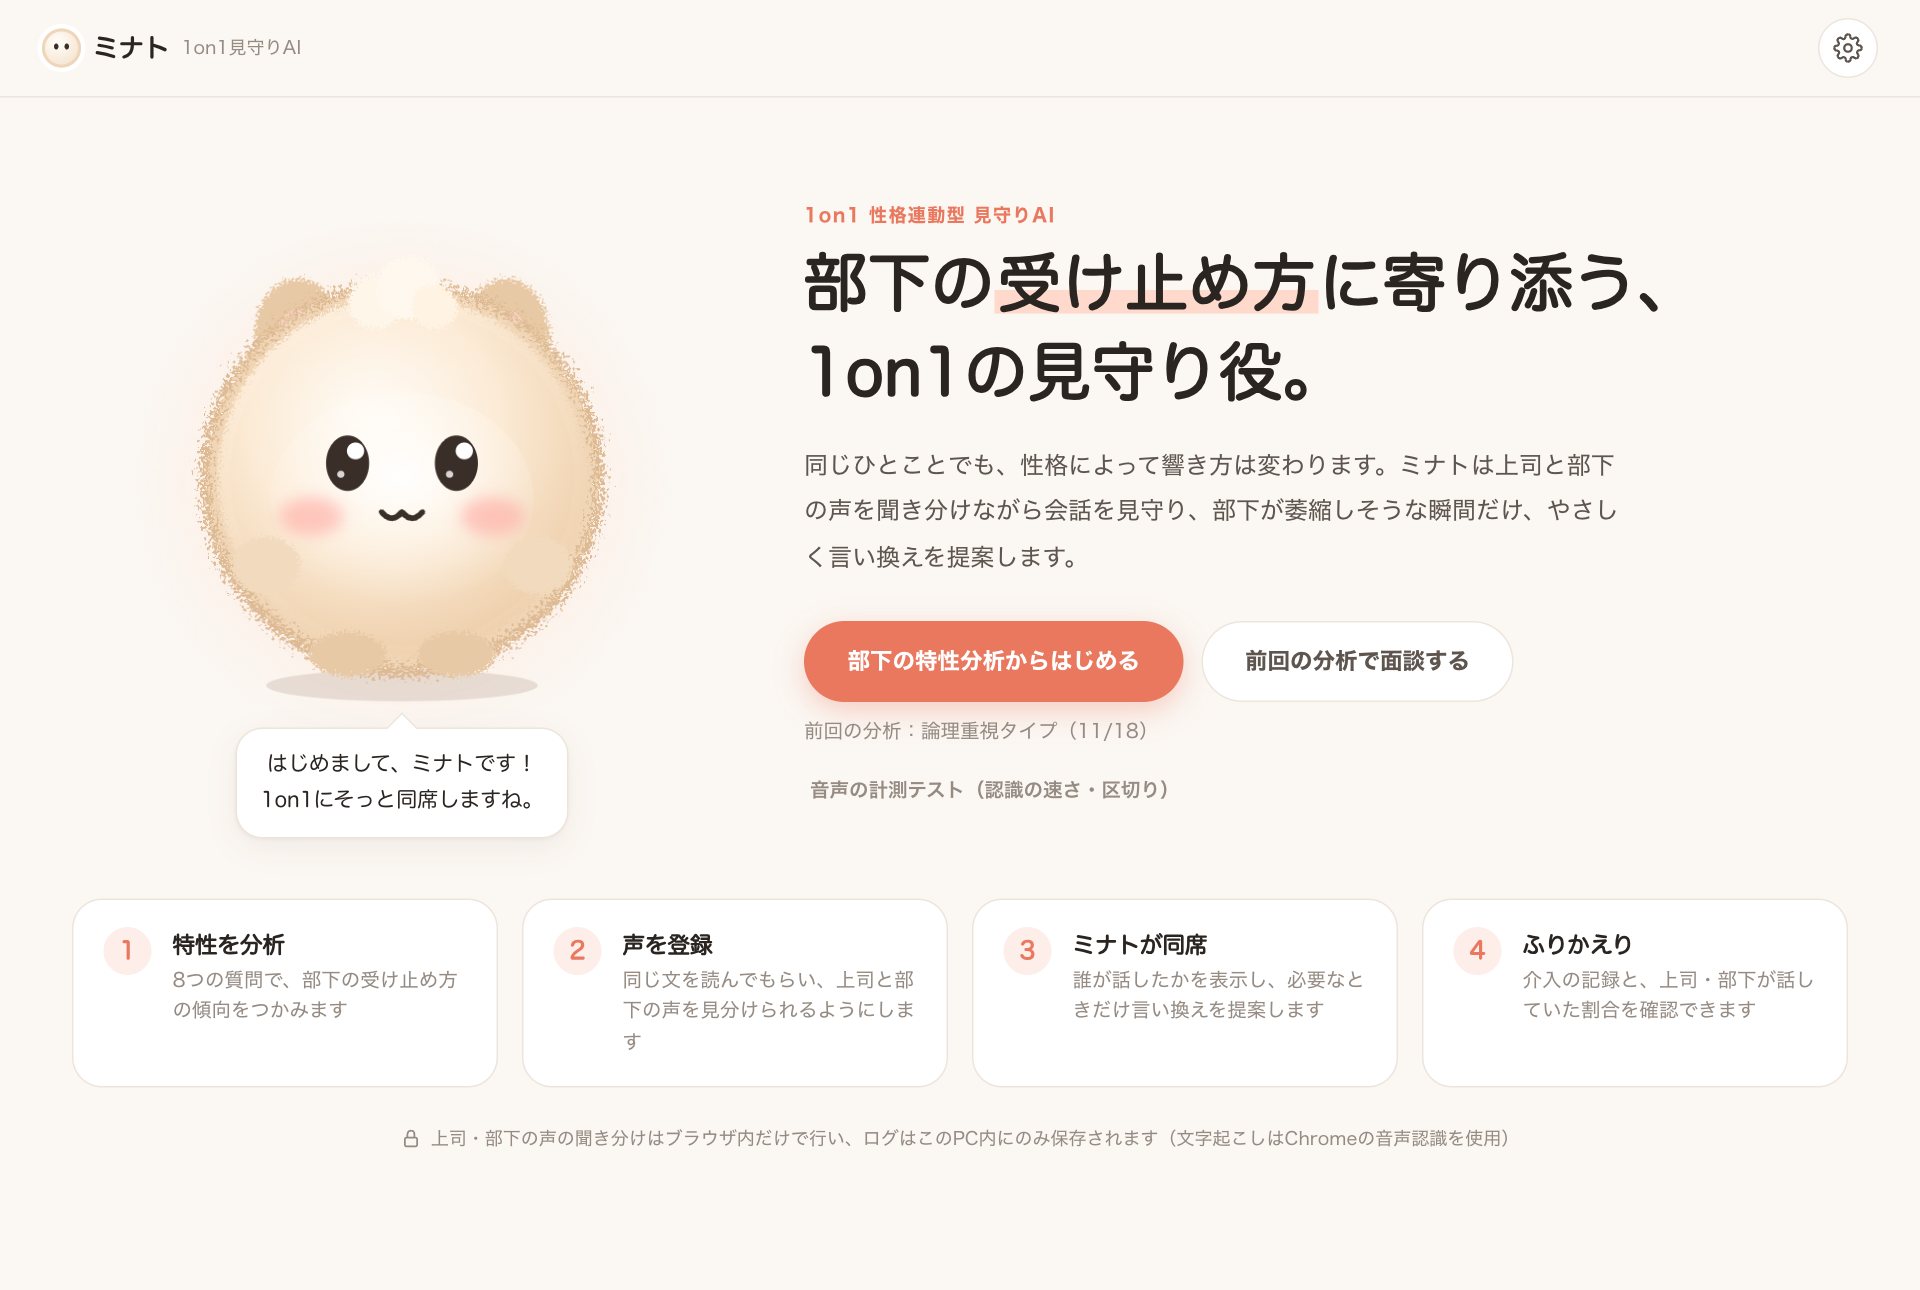 ミナト 1on1見守りAI
1on1 性格連動型 見守りAI
部下の受け止め方に寄り添う、
1on1の見守り役。
同じひとことでも、性格によって響き方は変わります。ミナトは上司と部下
の声を聞き分けながら会話を見守り、部下が萎縮しそうな瞬間だけ、やさし
く言い換えを提案します。
部下の特性分析からはじめる
前回の分析で面談する
前回の分析：論理重視タイプ（11/18）
音声の計測テスト（認識の速さ・区切り）
はじめまして、ミナトです！
1on1にそっと同席しますね。
1
特性を分析
8つの質問で、部下の受け止め方
の傾向をつかみます
2
声を登録
同じ文を読んでもらい、上司と部
下の声を見分けられるようにしま
す
3
ミナトが同席
誰が話したかを表示し、必要なと
きだけ言い換えを提案します
4
ふりかえり
介入の記録と、上司・部下が話し
ていた割合を確認できます
上司・部下の声の聞き分けはブラウザ内だけで行い、ログはこのPC内にのみ保存されます（文字起こしはChromeの音声認識を使用）